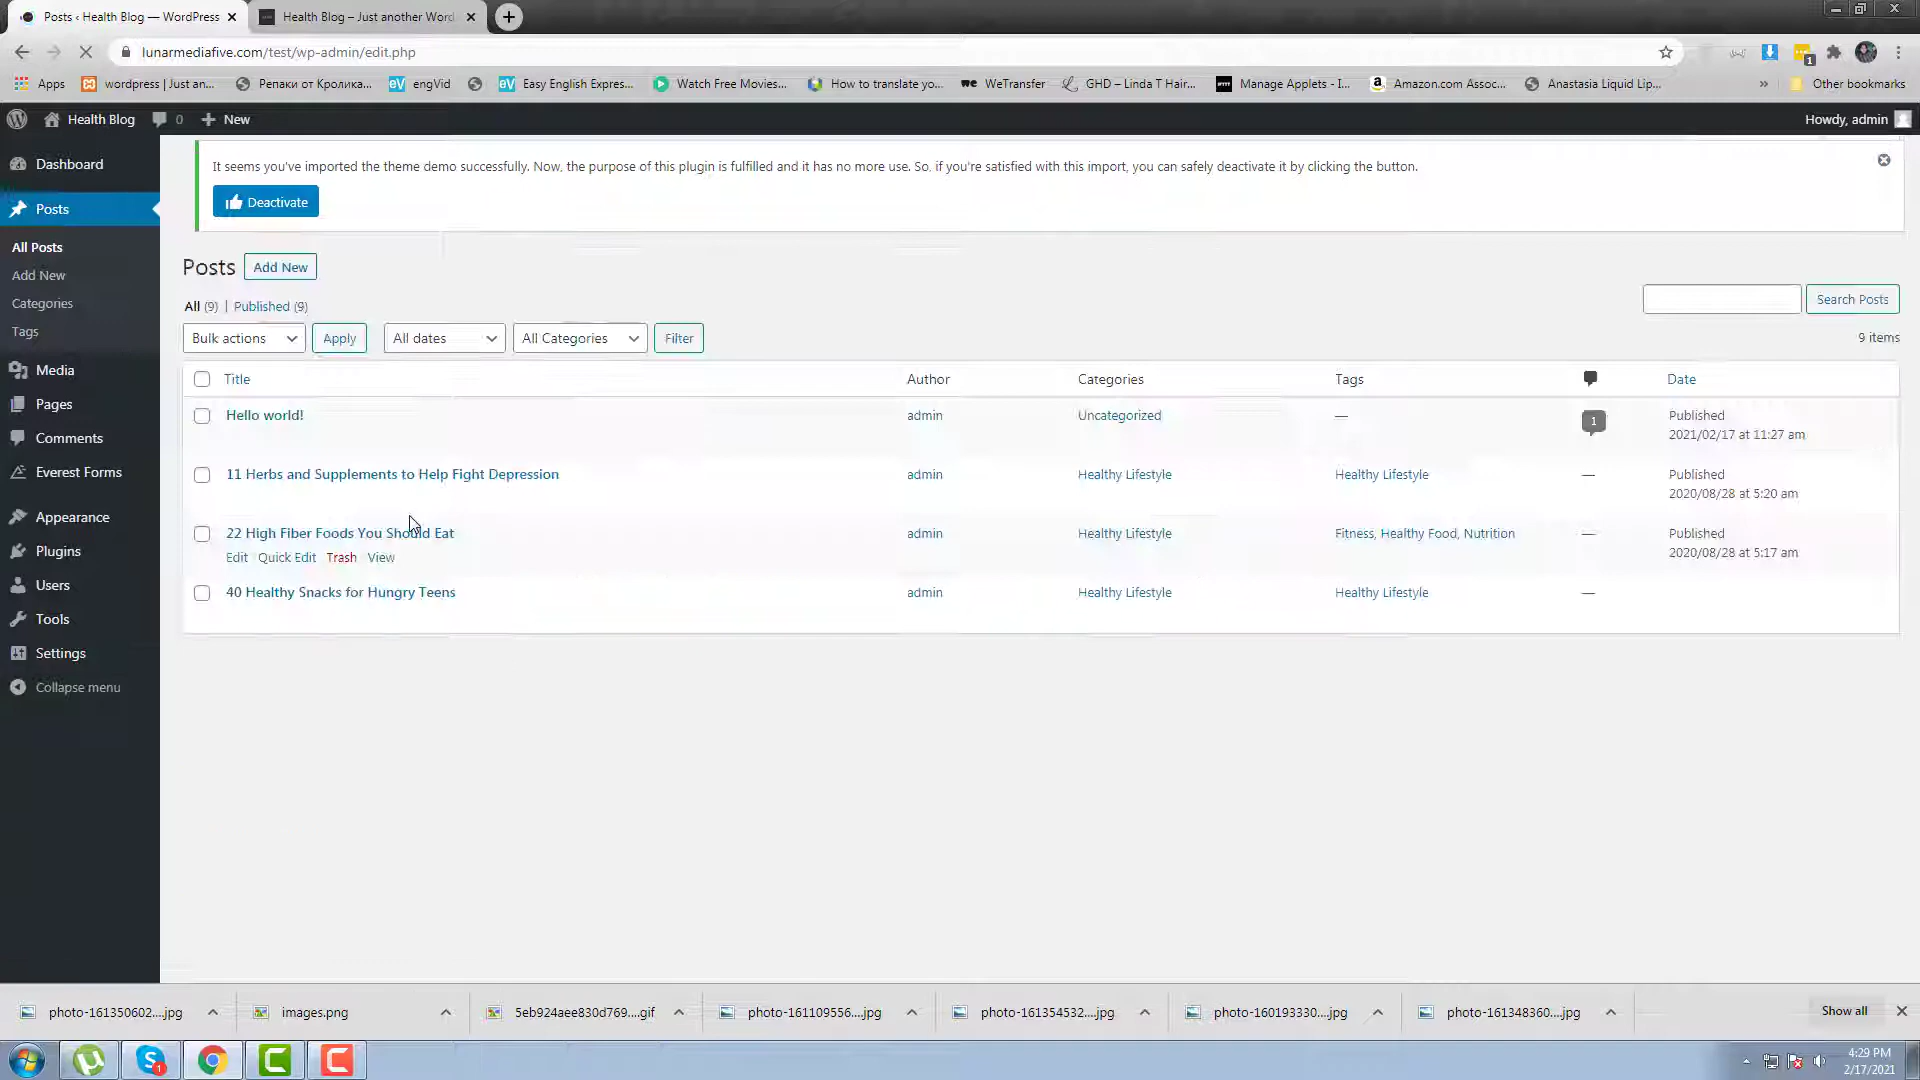 Posts ‹ Health Blog — WordPress
Health Blog – Just another Word
lunarmediafive.com/test/wp-admin/edit.php
1
Apps
wordpress | Just an...
Репаки от Кролика...
engVid
Easy English Expres...
Watch Free Movies...
How to translate yo...
WeTransfer
GHD – Linda T Hair...
Manage Applets - I...
Amazon.com Assoc...
Anastasia Liquid Lip...
»
Other bookmarks
Health Blog
0
New
Howdy, admin
Dashboard
Posts
All Posts
Add New
Categories
Tags
Media
Pages
Comments
Everest Forms
Appearance
Plugins
Users
Tools
Settings
Collapse menu
It seems you've imported the theme demo successfully. Now, the purpose of this plugin is fulfilled and it has no more use. So, if you're satisfied with this import, you can safely deactivate it by clicking the button.
Deactivate
Posts
Add New
All (9) | Published (9)
Search Posts
Bulk actions
Apply
All dates
All Categories
Filter
9 items
Title Author Categories Tags Date
Hello world! admin Uncategorized — 1 Published
2021/02/17 at 11:27 am
11 Herbs and Supplements to Help Fight Depression admin Healthy Lifestyle Healthy Lifestyle — Published
2020/08/28 at 5:20 am
22 High Fiber Foods You Should Eat admin Healthy Lifestyle Fitness, Healthy Food, Nutrition — Published
2020/08/28 at 5:17 am
Edit Quick Edit Trash View
40 Healthy Snacks for Hungry Teens admin Healthy Lifestyle Healthy Lifestyle —
photo-161350602....jpg
images.png
5eb924aee830d769....gif
photo-161109556....jpg
photo-161354532....jpg
photo-160193330....jpg
photo-161348360....jpg
Show all
1
4:29 PM
2/17/2021